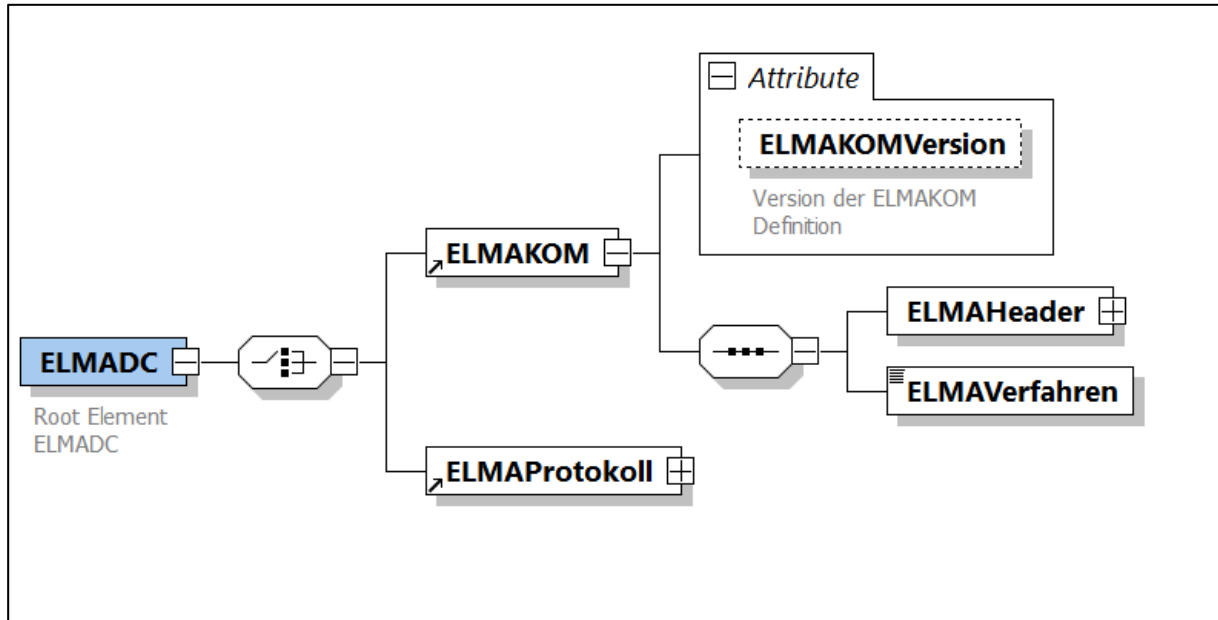 Attribute
ELMAKOMVersion
Version der ELMAKOM
Definition
ELMAKOM
ELMAHeader
ELMADC
Root Element
ELMADC
ELMAVerfahren
ELMAProtokoll